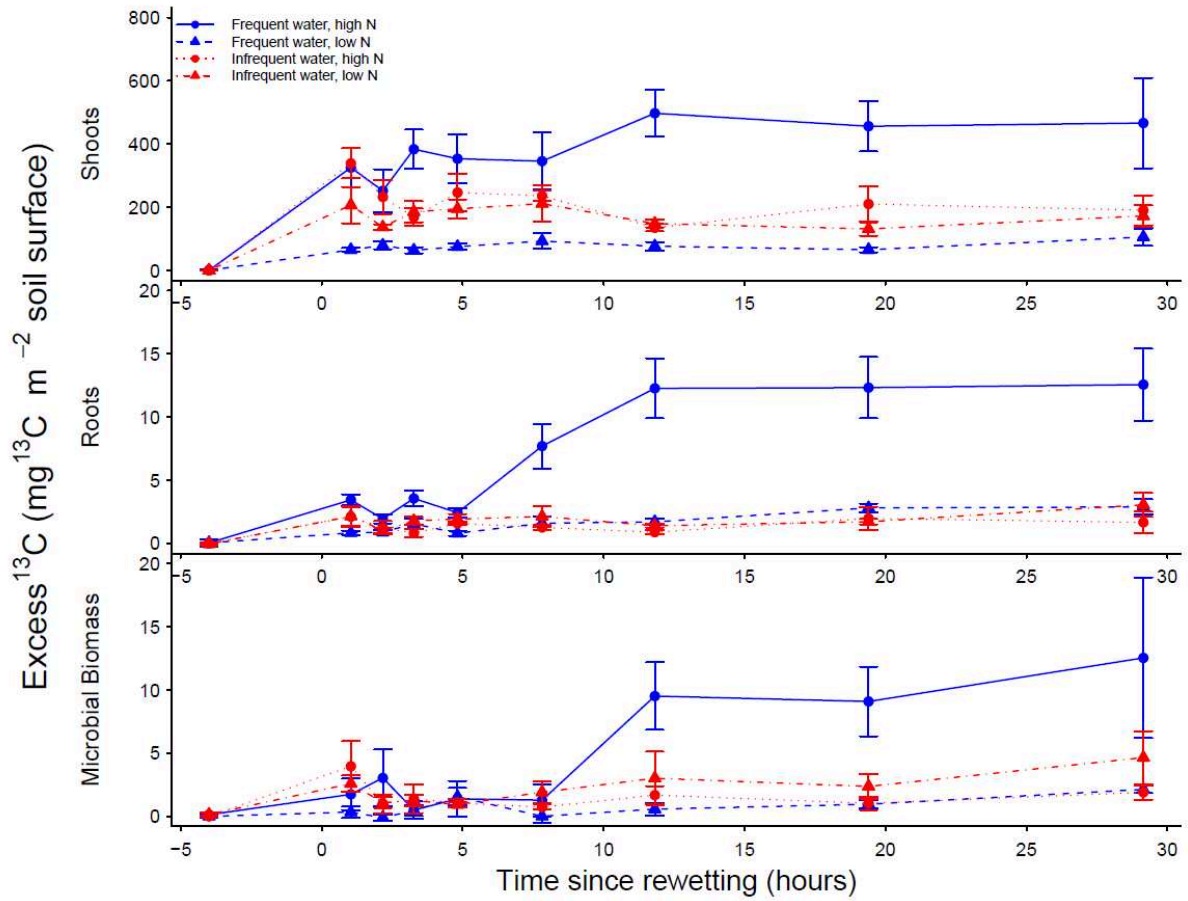 800
600
400
200
0
Frequent water, high N
Frequent water, low N
Infrequent water, high N
Infrequent water, low N
Shoots
−5 0 5 10 15 20 25 30
20
15
10
5
0
Roots
−5 0 5 10 15 20 25 30
20
15
10
5
0
Microbial Biomass
−5 0 5 10 15 20 25 30
Excess ¹³C (mg ¹³C m ⁻² soil surface)
Time since rewetting (hours)